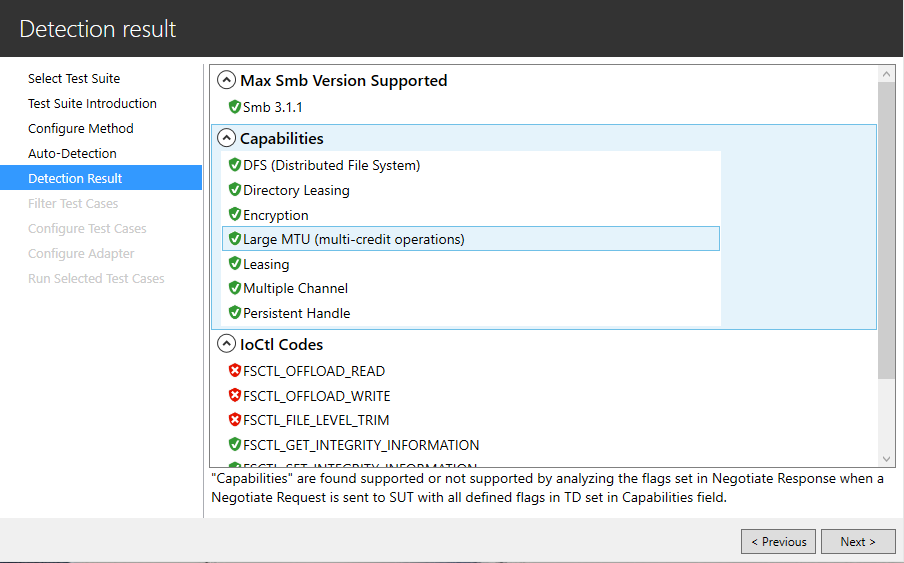 Detection result
Select Test Suite
Test Suite Introduction
Configure Method
Auto-Detection
Detection Result
Filter Test Cases
Configure Test Cases
Configure Adapter
Run Selected Test Cases
Max Smb Version Supported
Smb 3.1.1
Capabilities
DFS (Distributed File System)
Directory Leasing
Encryption
Large MTU (multi-credit operations)
Leasing
Multiple Channel
Persistent Handle
IoCtl Codes
FSCTL_OFFLOAD_READ
FSCTL_OFFLOAD_WRITE
FSCTL_FILE_LEVEL_TRIM
FSCTL_GET_INTEGRITY_INFORMATION
FSCTL_SET_INTEGRITY_INFORMATION
"Capabilities" are found supported or not supported by analyzing the flags set in Negotiate Response when a
Negotiate Request is sent to SUT with all defined flags in TD set in Capabilities field.
< Previous
Next >